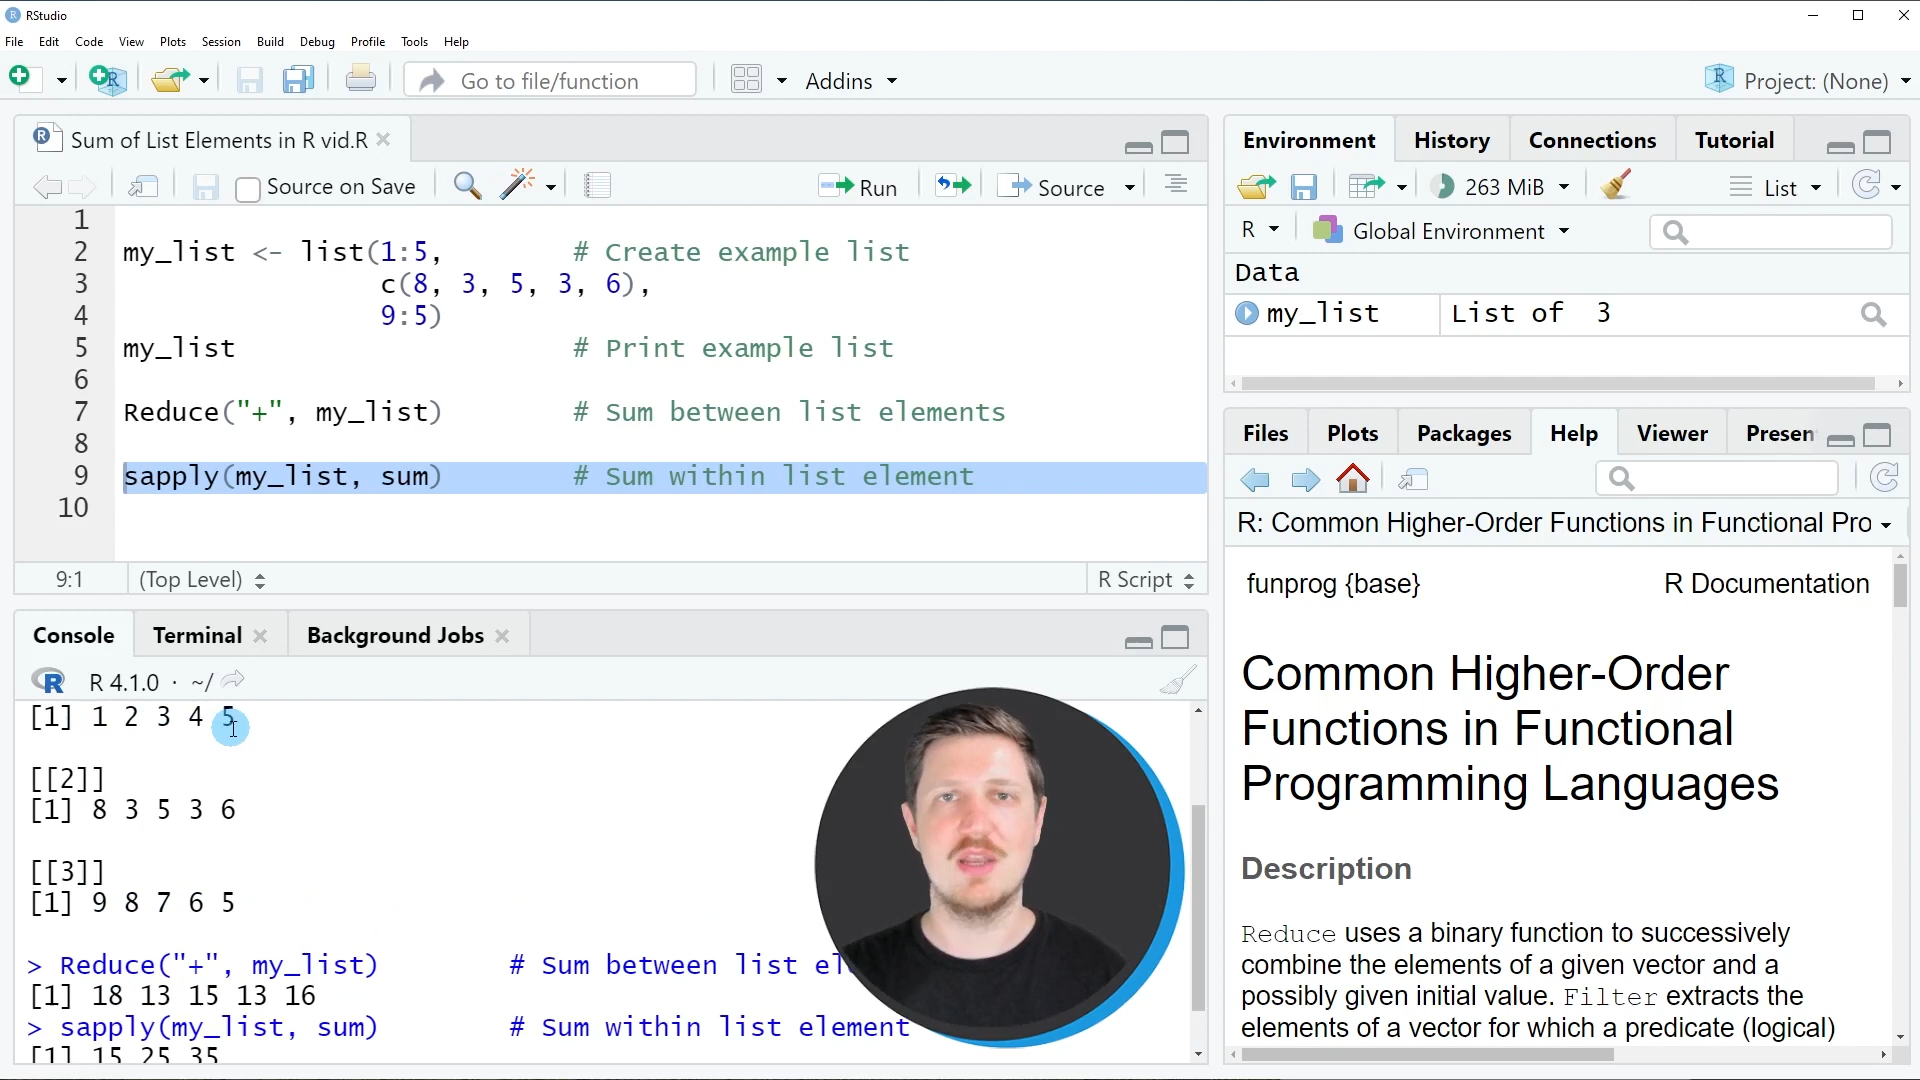 RStudio
File Edit Code View Plots Session Build Debug Profile Tools Help
Go to file/function Addins Project: (None)
Sum of List Elements in R vid.R
Source on Save Run Source
1
2 my_list <- list(1:5, # Create example list
3 c(8, 3, 5, 3, 6),
4 9:5)
5 my_list # Print example list
6
7 Reduce("+", my_list) # Sum between list elements
8
9 sapply(my_list, sum) # Sum within list element
10
9:1 (Top Level) R Script
Console Terminal Background Jobs
R 4.1.0 · ~/
[1] 1 2 3 4 5
[[2]]
[1] 8 3 5 3 6
[[3]]
[1] 9 8 7 6 5
> Reduce("+", my_list) # Sum between list el
[1] 18 13 15 13 16
> sapply(my_list, sum) # Sum within list element
[1] 15 25 35
Environment History Connections Tutorial
263 MiB List
R Global Environment
Data
my_list List of 3
Files Plots Packages Help Viewer Presen
R: Common Higher-Order Functions in Functional Pro
funprog {base} R Documentation
Common Higher-Order
Functions in Functional
Programming Languages
Description
Reduce uses a binary function to successively
combine the elements of a given vector and a
possibly given initial value. Filter extracts the
elements of a vector for which a predicate (logical)